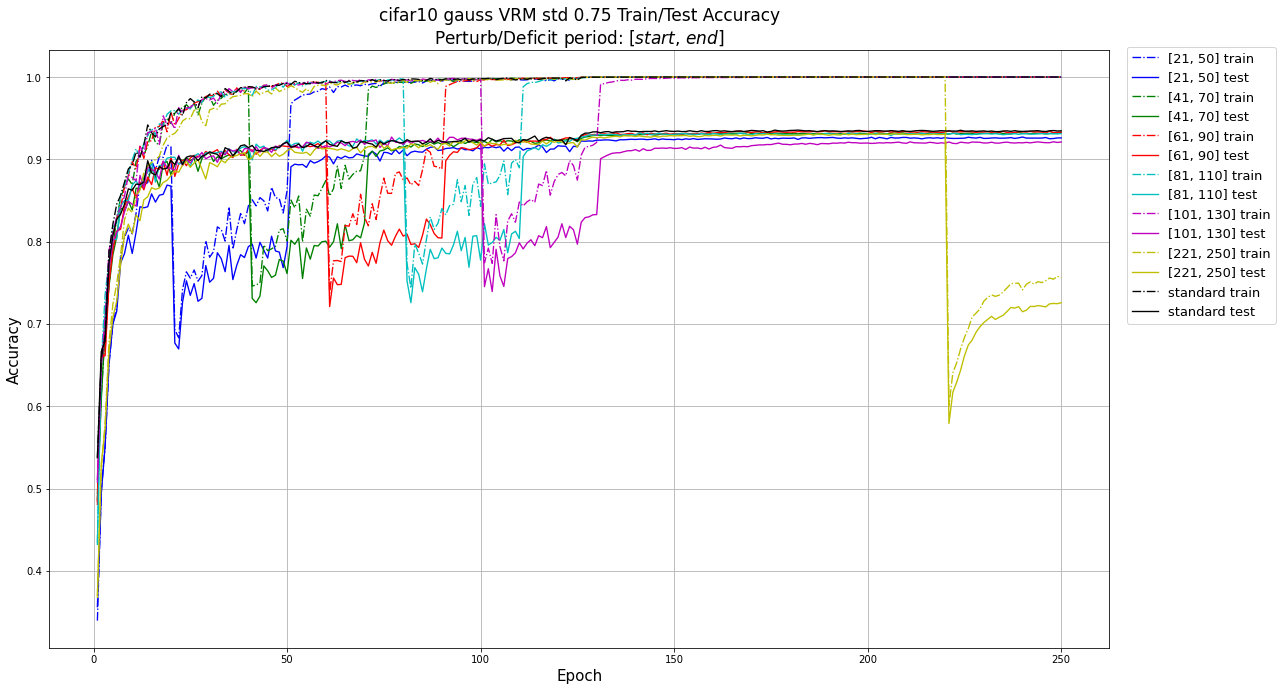 cifar10 gauss VRM std 0.75 Train/Test Accuracy
Perturb/Deficit period: [start, end]
1.0
0.9
0.8
0.7
0.6
0.5
0.4
Accuracy
0
50
100
150
200
250
Epoch
[21, 50] train
[21, 50] test
[41, 70] train
[41, 70] test
[61, 90] train
[61, 90] test
[81, 110] train
[81, 110] test
[101, 130] train
[101, 130] test
[221, 250] train
[221, 250] test
standard train
standard test